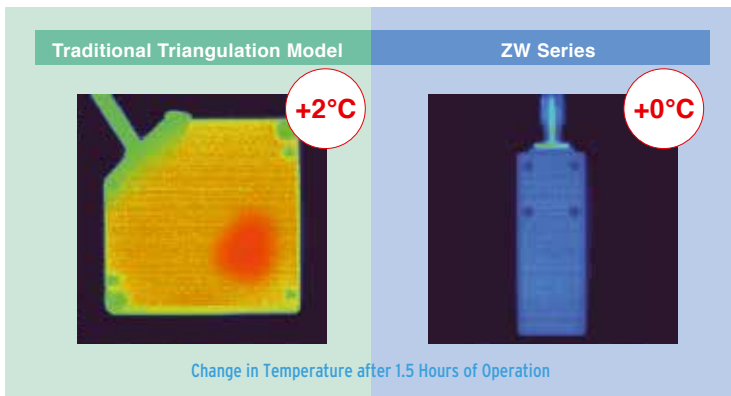 Traditional Triangulation Model
ZW Series
+2°C
+0°C
Change in Temperature after 1.5 Hours of Operation